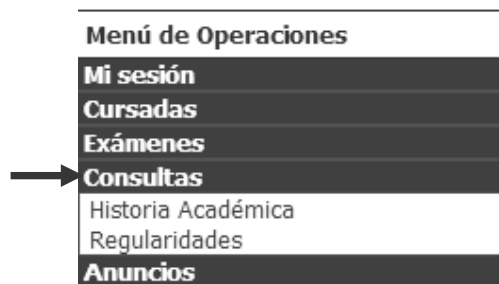 Menú de Operaciones
Mi sesión
Cursadas
Exámenes
Consultas
Historia Académica
Regularidades
Anuncios